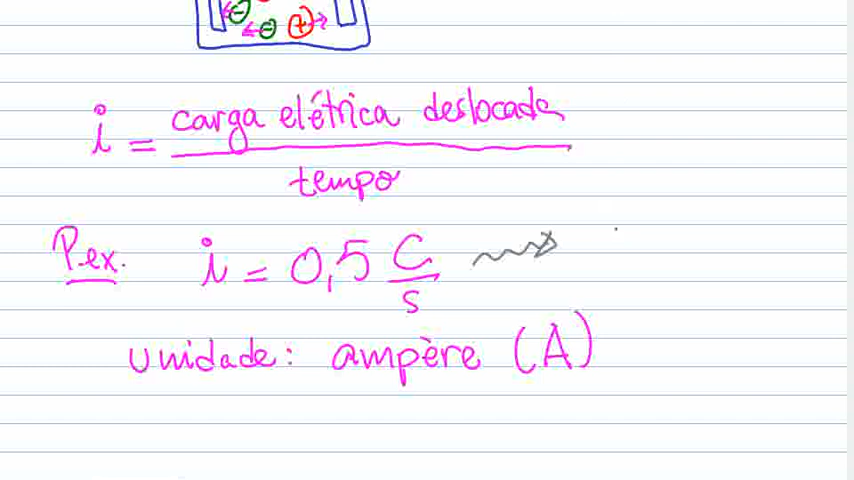 ⊖
⊖ ⊕
i = carga elétrica deslocada
tempo
P.ex. i = 0,5 C
s
unidade: ampère (A)